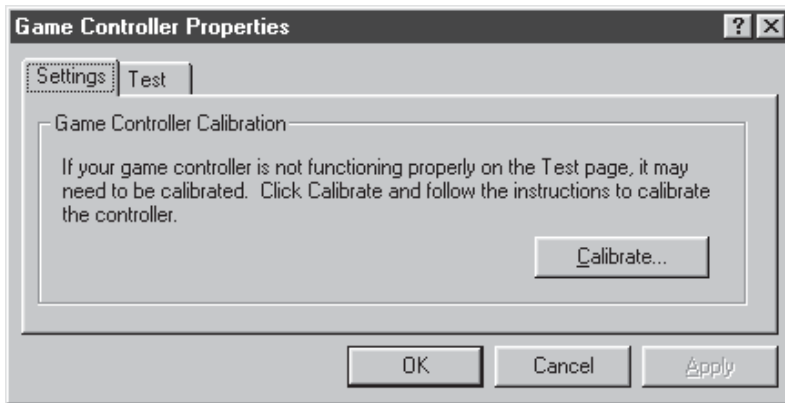 Game Controller Properties
? X
Settings Test
Game Controller Calibration
If your game controller is not functioning properly on the Test page, it may
need to be calibrated. Click Calibrate and follow the instructions to calibrate
the controller.
Calibrate...
OK Cancel Apply